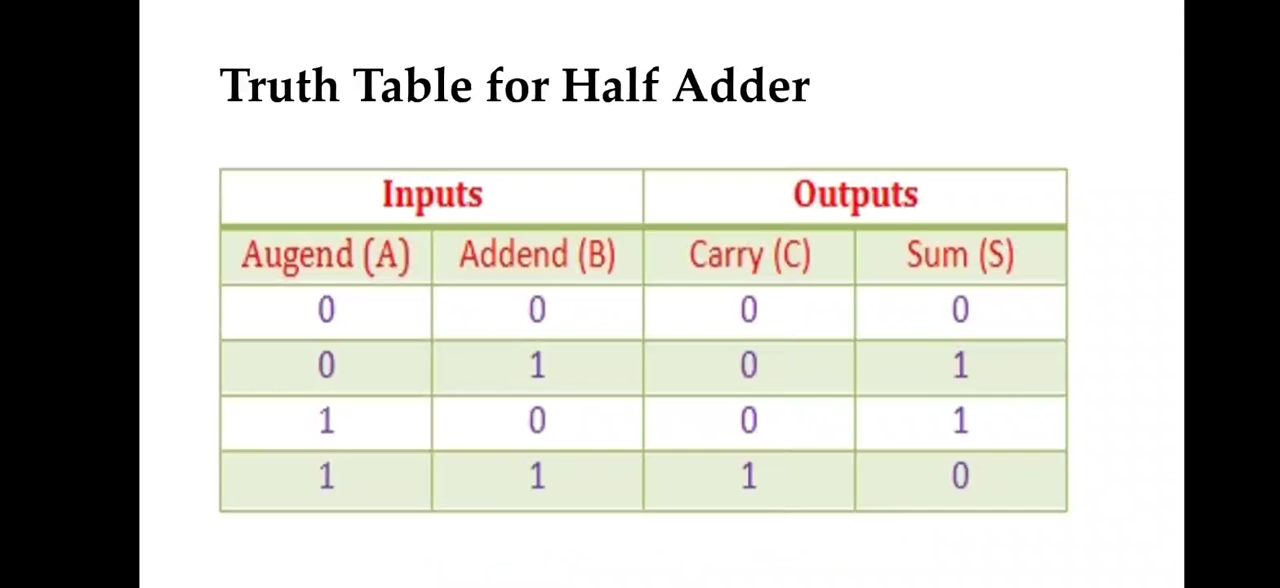 Truth Table for Half Adder
Inputs Outputs
Augend (A) Addend (B) Carry (C) Sum (S)
0 0 0 0
0 1 0 1
1 0 0 1
1 1 1 0